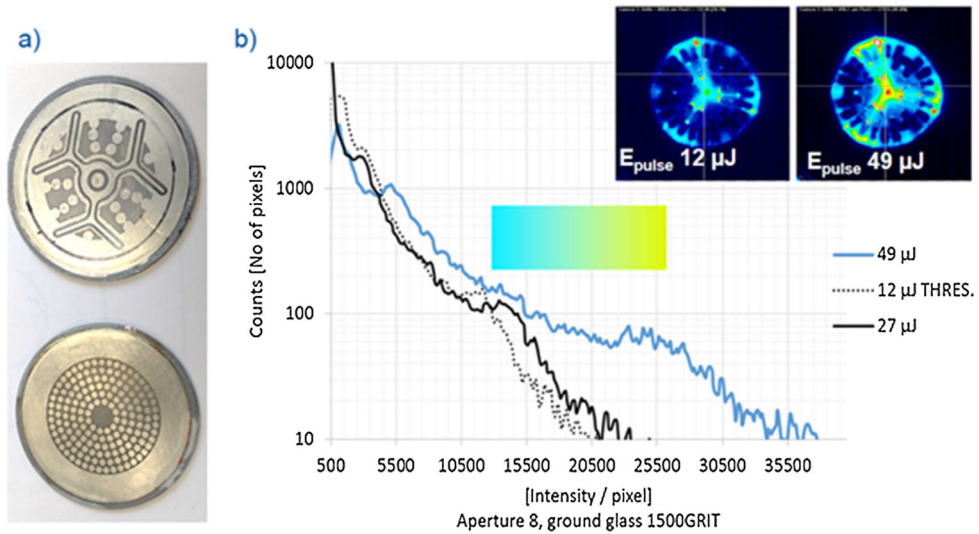 a)
b)
10000
1000
100
10
Counts [No of pixels]
500 5500 10500 15500 20500 25500 30500 35500
[Intensity / pixel]
Aperture 8, ground glass 1500GRIT
Epulse 12 µJ
Epulse 49 µJ
49 µJ
12 µJ THRES.
27 µJ